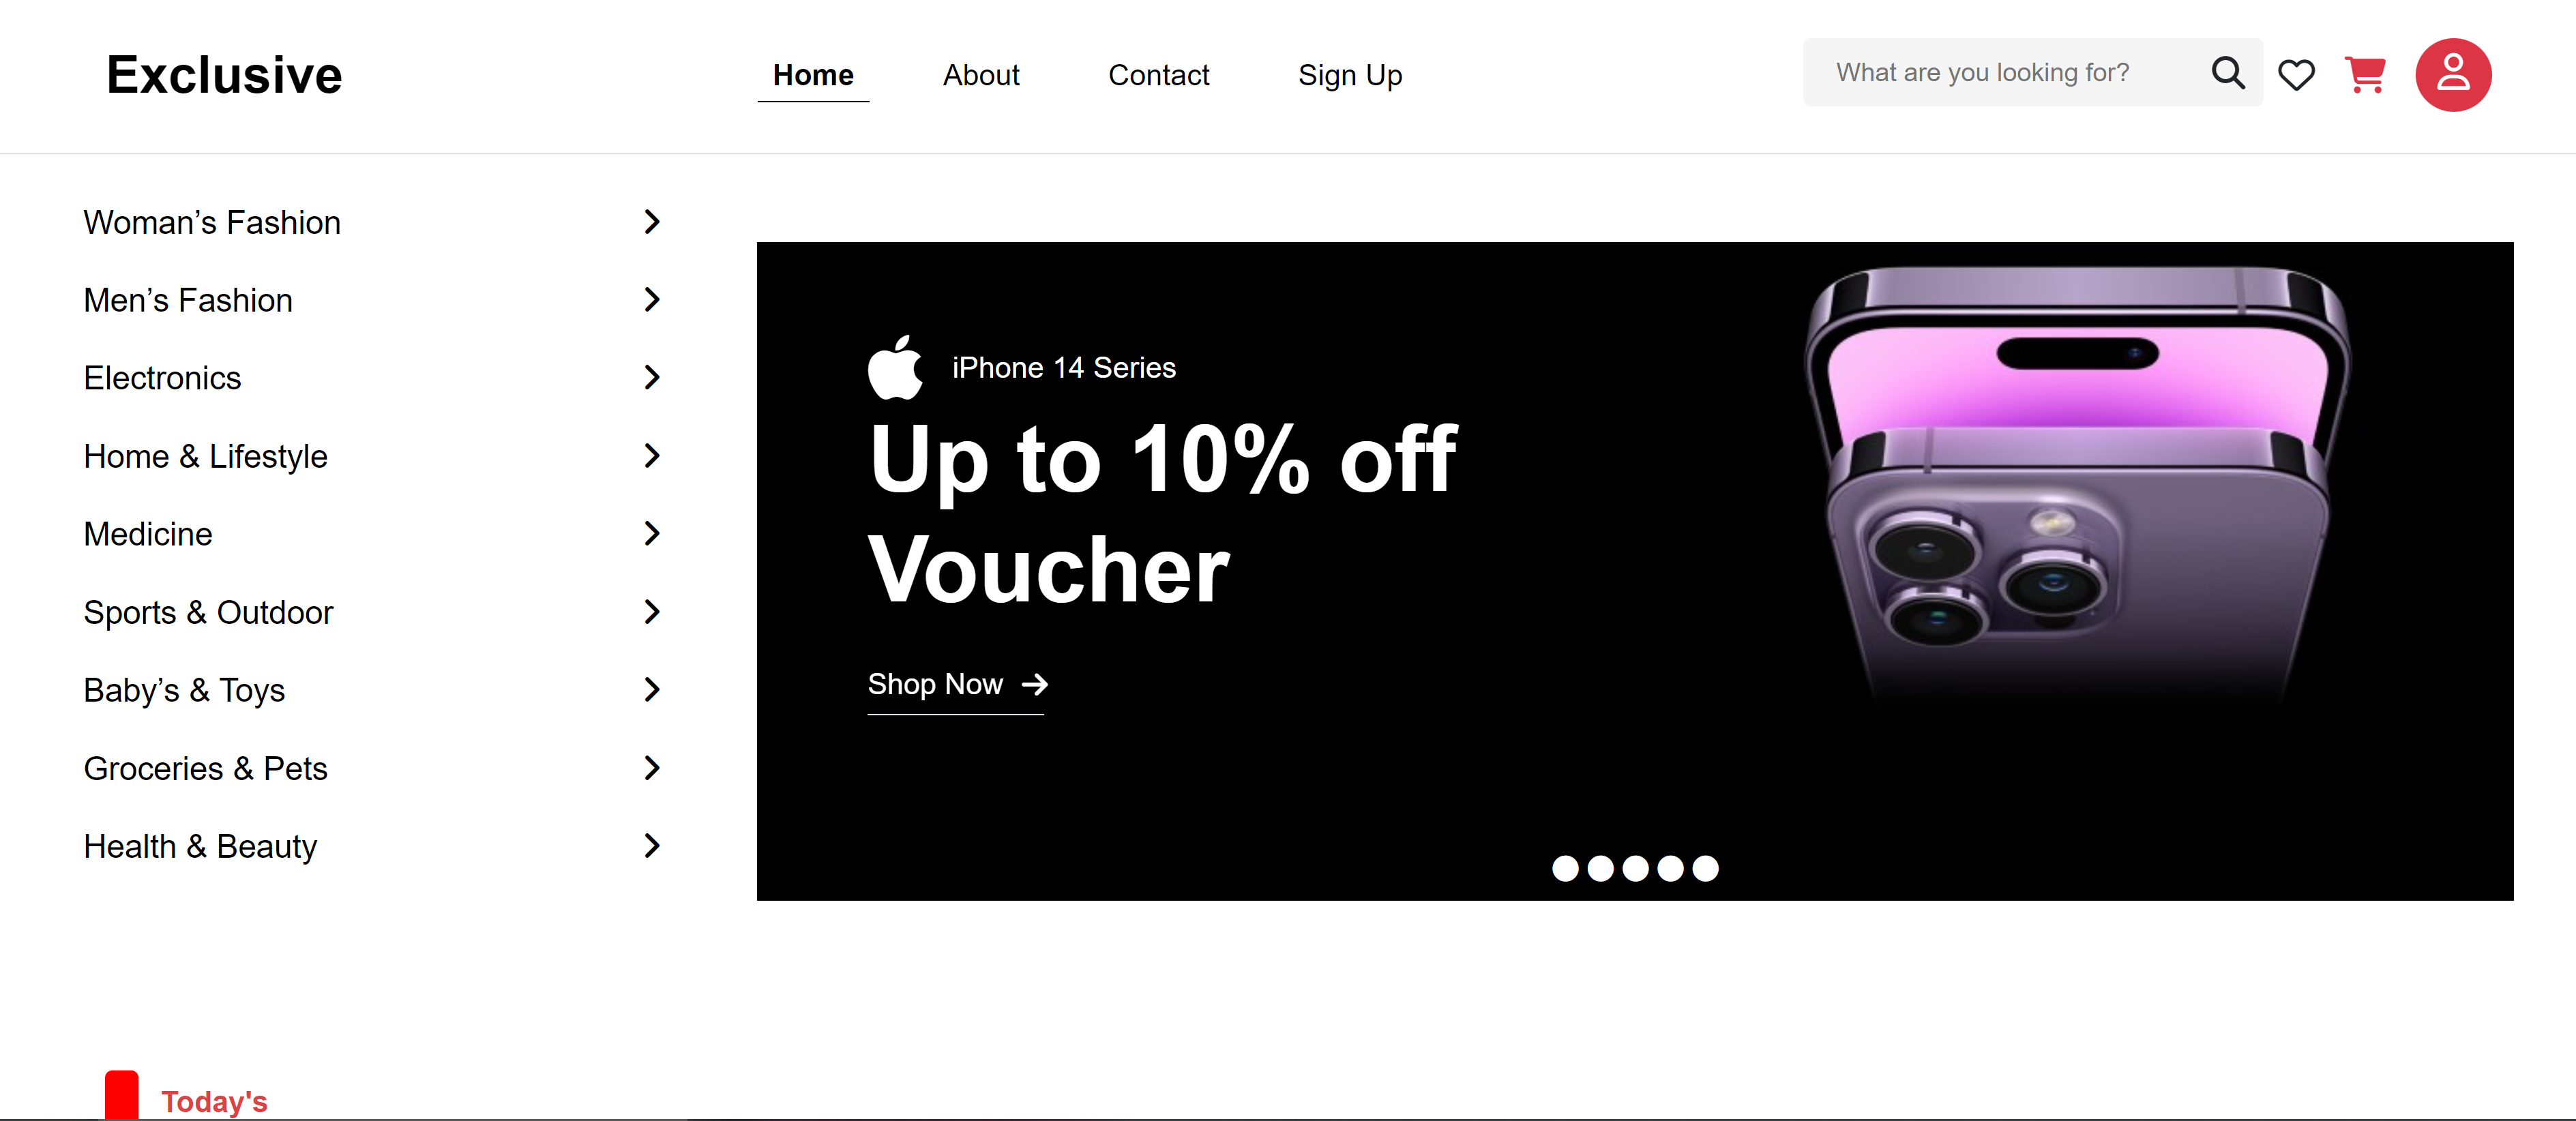 Exclusive
Home About Contact Sign Up
What are you looking for?
Woman’s Fashion
Men’s Fashion
Electronics
Home & Lifestyle
Medicine
Sports & Outdoor
Baby’s & Toys
Groceries & Pets
Health & Beauty
iPhone 14 Series
Up to 10% off
Voucher
Shop Now
Today's